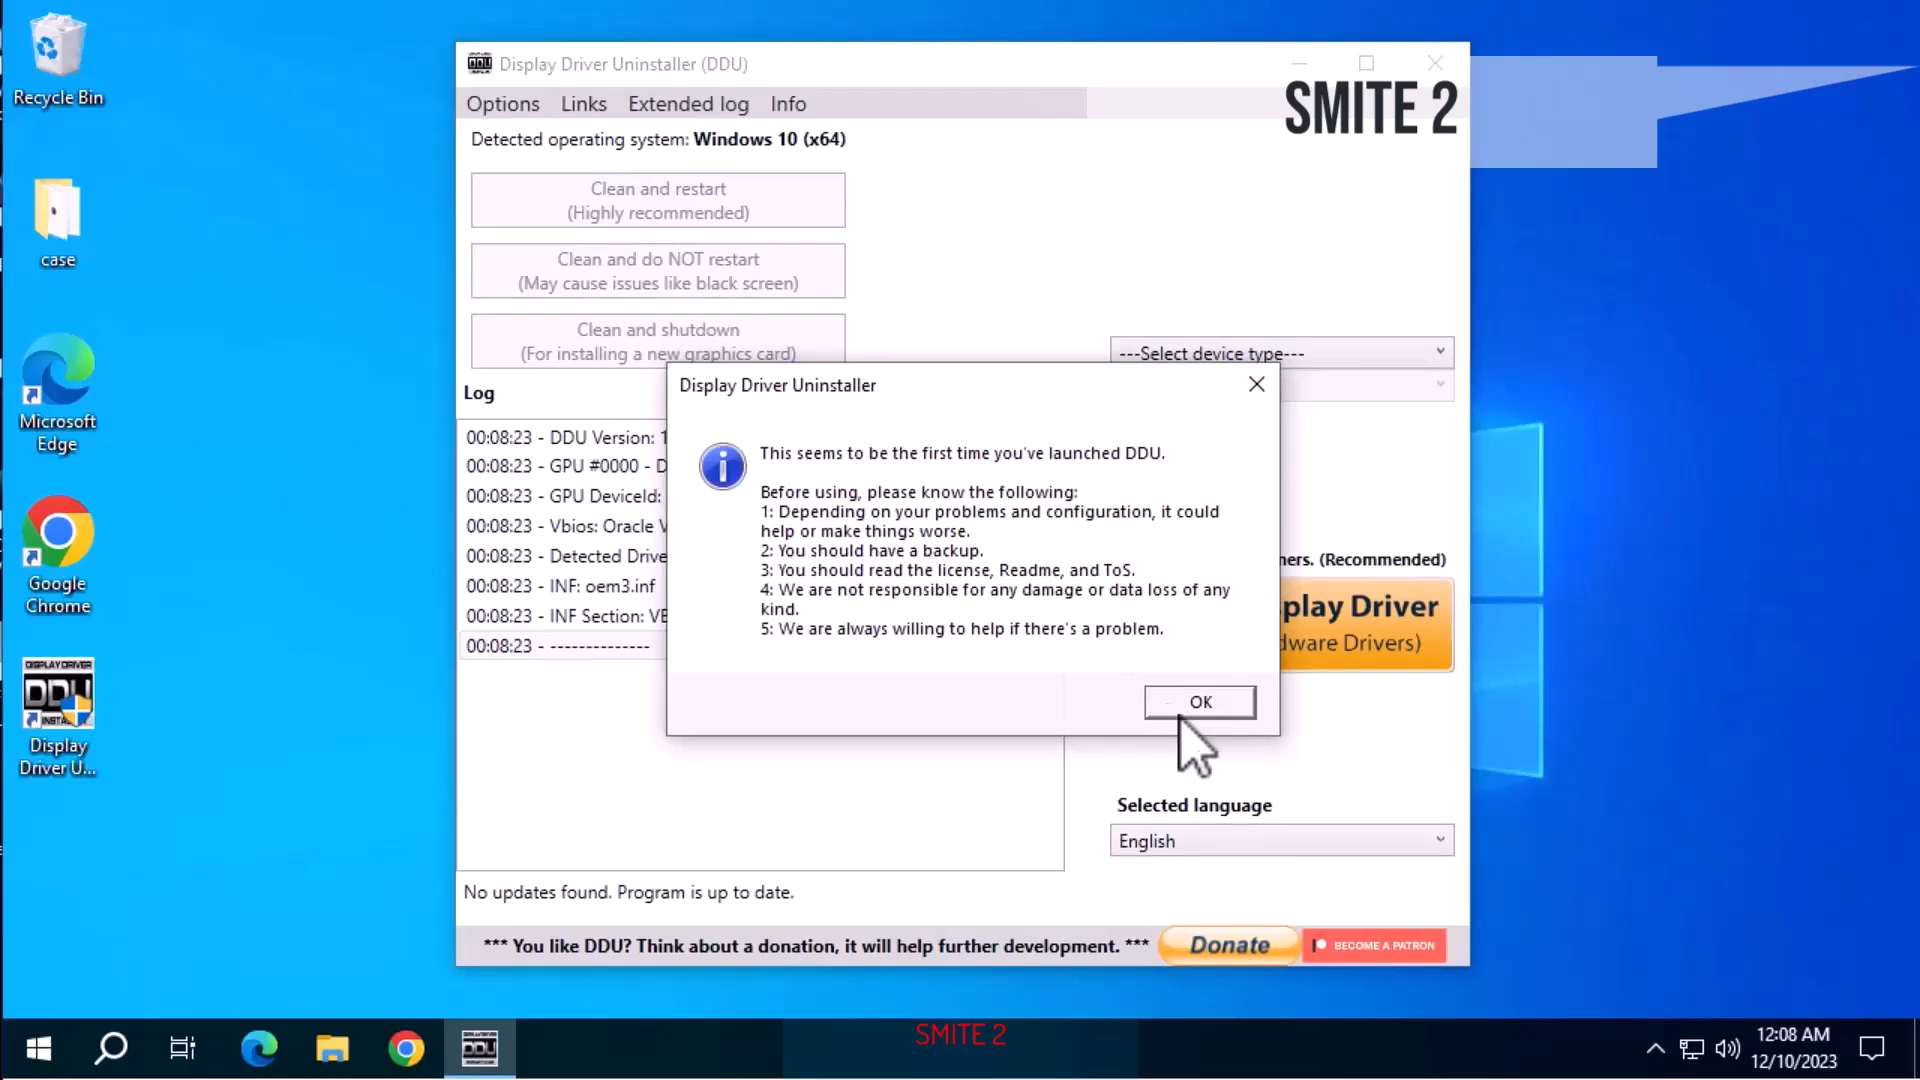 Recycle Bin
case
Microsoft
Edge
Google
Chrome
DISPLAY DRIVER
DDU
Display
Driver U...
Display Driver Uninstaller (DDU)
SMITE 2
Options Links Extended log Info
Detected operating system: Windows 10 (x64)
Clean and restart
(Highly recommended)
Clean and do NOT restart
(May cause issues like black screen)
Clean and shutdown
(For installing a new graphics card)
---Select device type---
Log
00:08:23 - DDU Version: 1
00:08:23 - GPU #0000 - D
00:08:23 - GPU DeviceId:
00:08:23 - Vbios: Oracle V
00:08:23 - Detected Drive
00:08:23 - INF: oem3.inf
00:08:23 - INF Section: VB
00:08:23 - --------------
Display Driver Uninstaller
This seems to be the first time you've launched DDU.
Before using, please know the following:
1: Depending on your problems and configuration, it could
help or make things worse.
2: You should have a backup.
3: You should read the license, Readme, and ToS.
4: We are not responsible for any damage or data loss of any
kind.
5: We are always willing to help if there's a problem.
OK
ners. (Recommended)
play Driver
dware Drivers)
Selected language
English
No updates found. Program is up to date.
*** You like DDU? Think about a donation, it will help further development. *** Donate BECOME A PATRON
DDU
SMITE 2
12:08 AM
12/10/2023